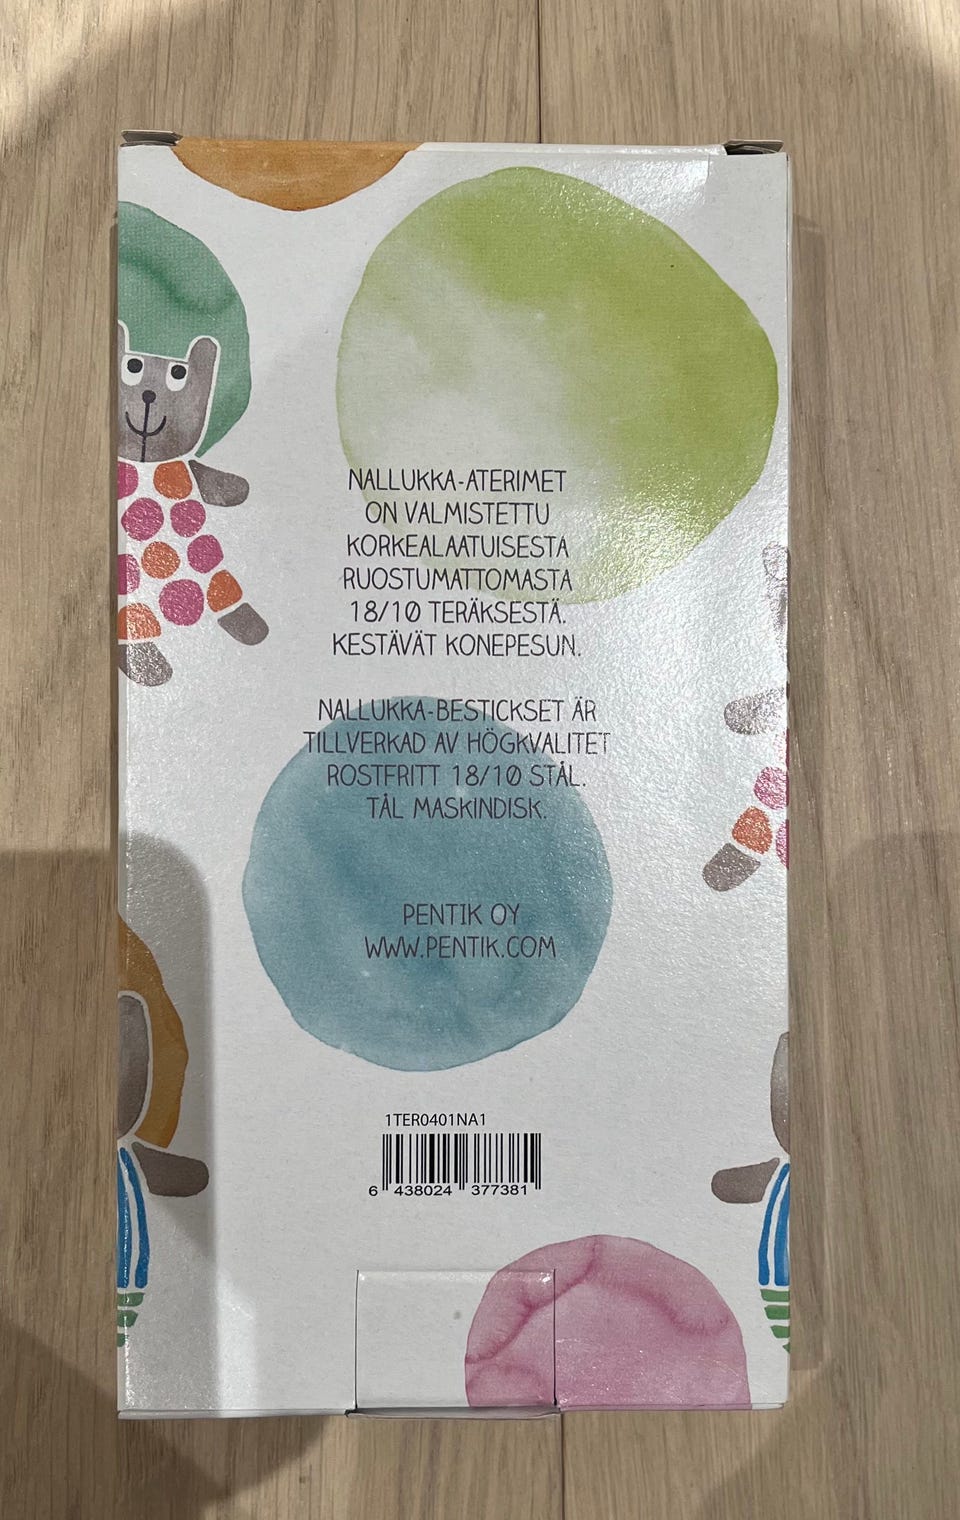 NALLUKKA-ATERIMET
ON VALMISTETTU
KORKEALAATUISESTA
RUOSTUMATTOMASTA
18/10 TERÄKSESTÄ.
KESTÄVÄT KONEPESUN.
NALLUKKA-BESTICKSET ÄR
TILLVERKAD AV HÖGKVALITET
ROSTFRITT 18/10 STÅL.
TÅL MASKINDISK.
PENTIK OY
WWW.PENTIK.COM
1TER0401NA1
6 438024 377381